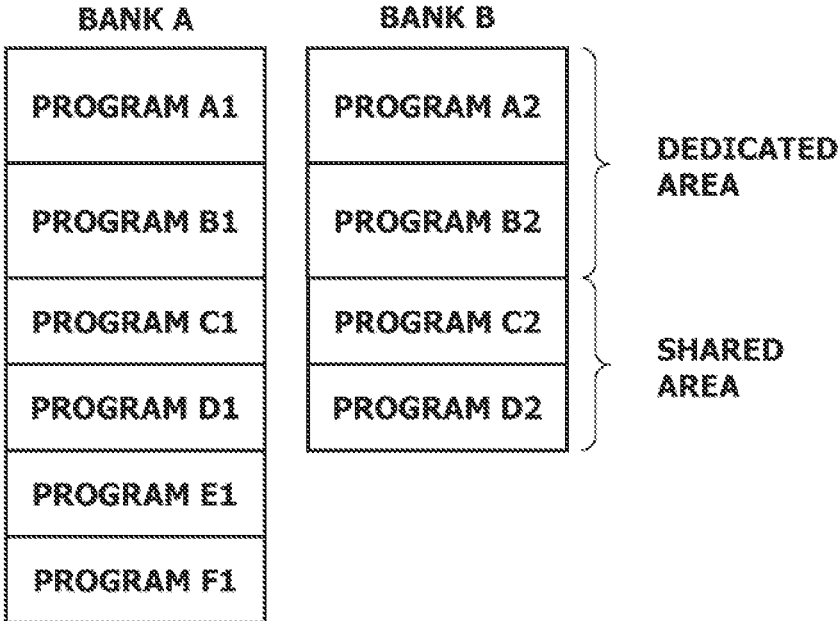 BANK A
BANK B
PROGRAM A1
PROGRAM A2
PROGRAM B1
PROGRAM B2
PROGRAM C1
PROGRAM C2
PROGRAM D1
PROGRAM D2
PROGRAM E1
PROGRAM F1
DEDICATED
AREA
SHARED
AREA